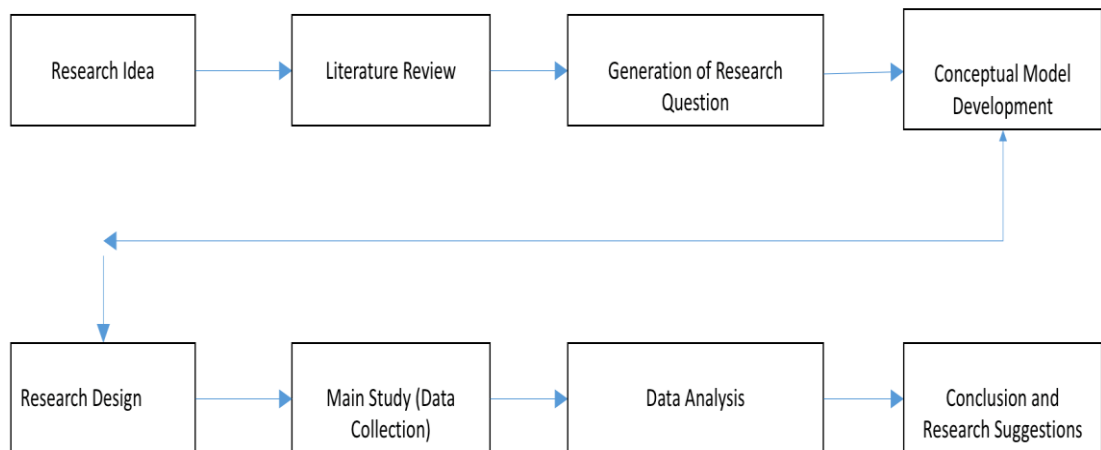 Research Idea
Literature Review
Generation of Research
Question
Conceptual Model
Development
Research Design
Main Study (Data
Collection)
Data Analysis
Conclusion and
Research Suggestions